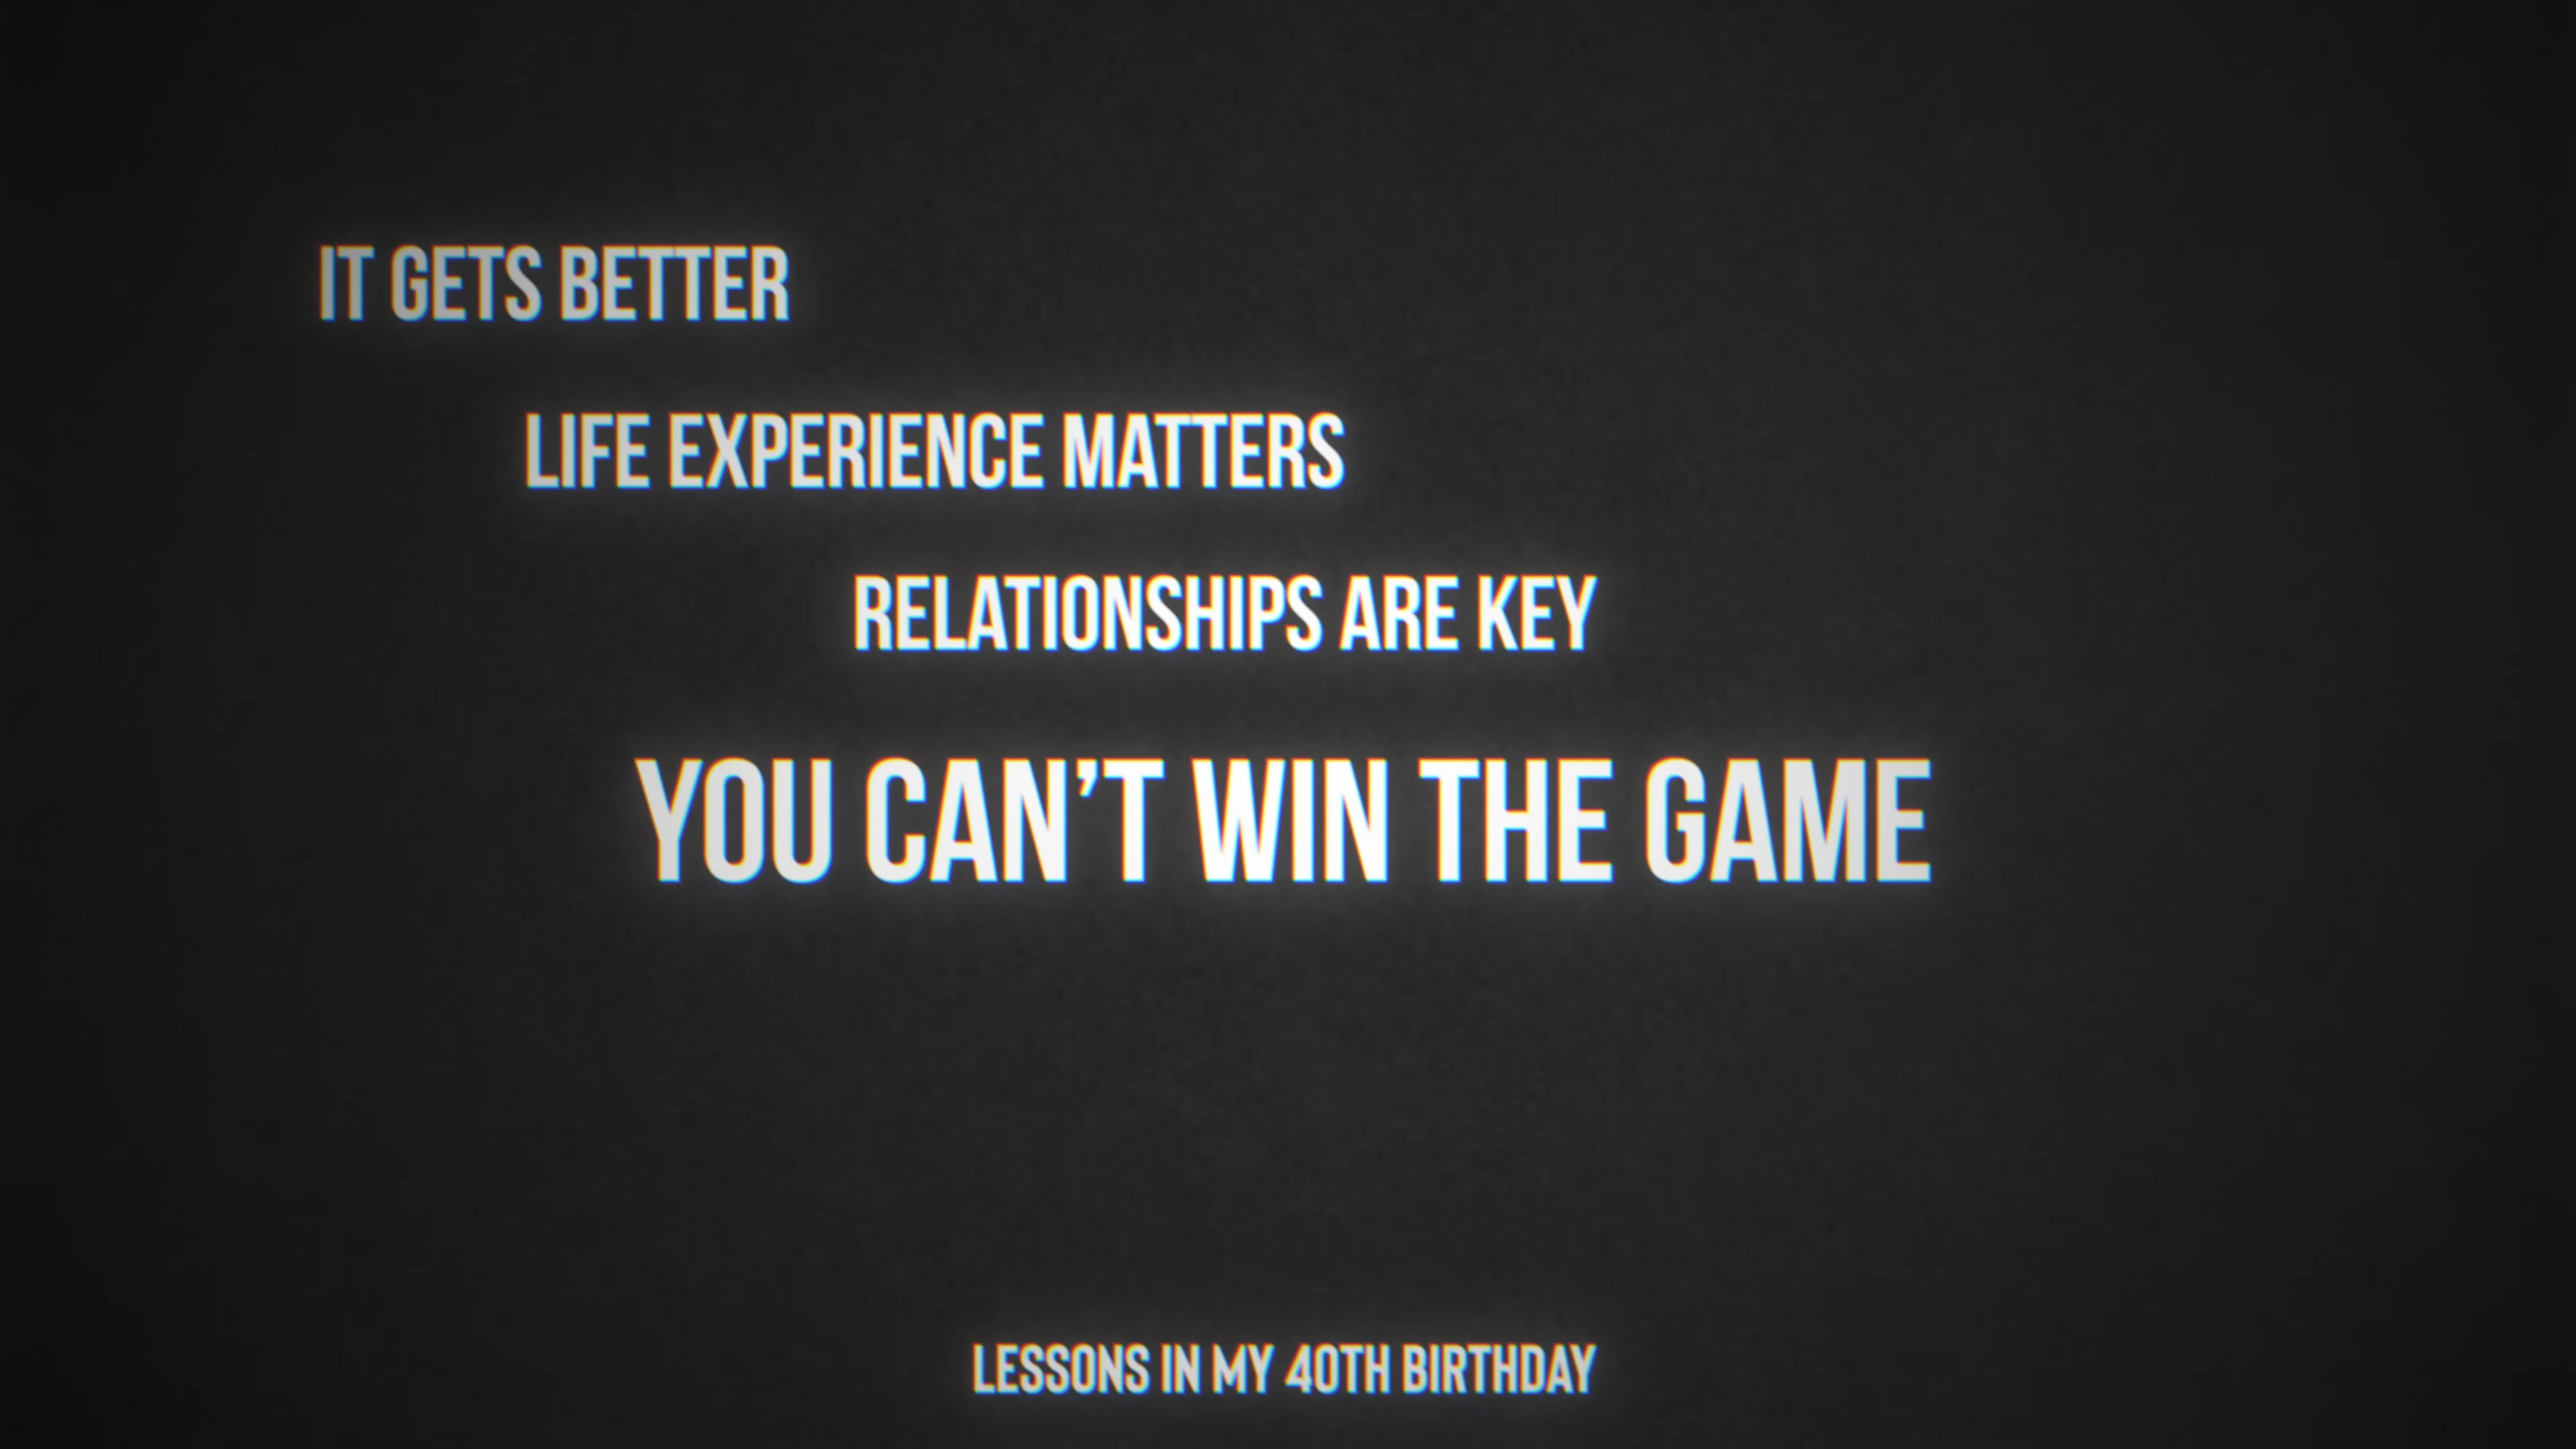 IT GETS BETTER
LIFE EXPERIENCE MATTERS
RELATIONSHIPS ARE KEY
YOU CAN’T WIN THE GAME
LESSONS IN MY 40TH BIRTHDAY